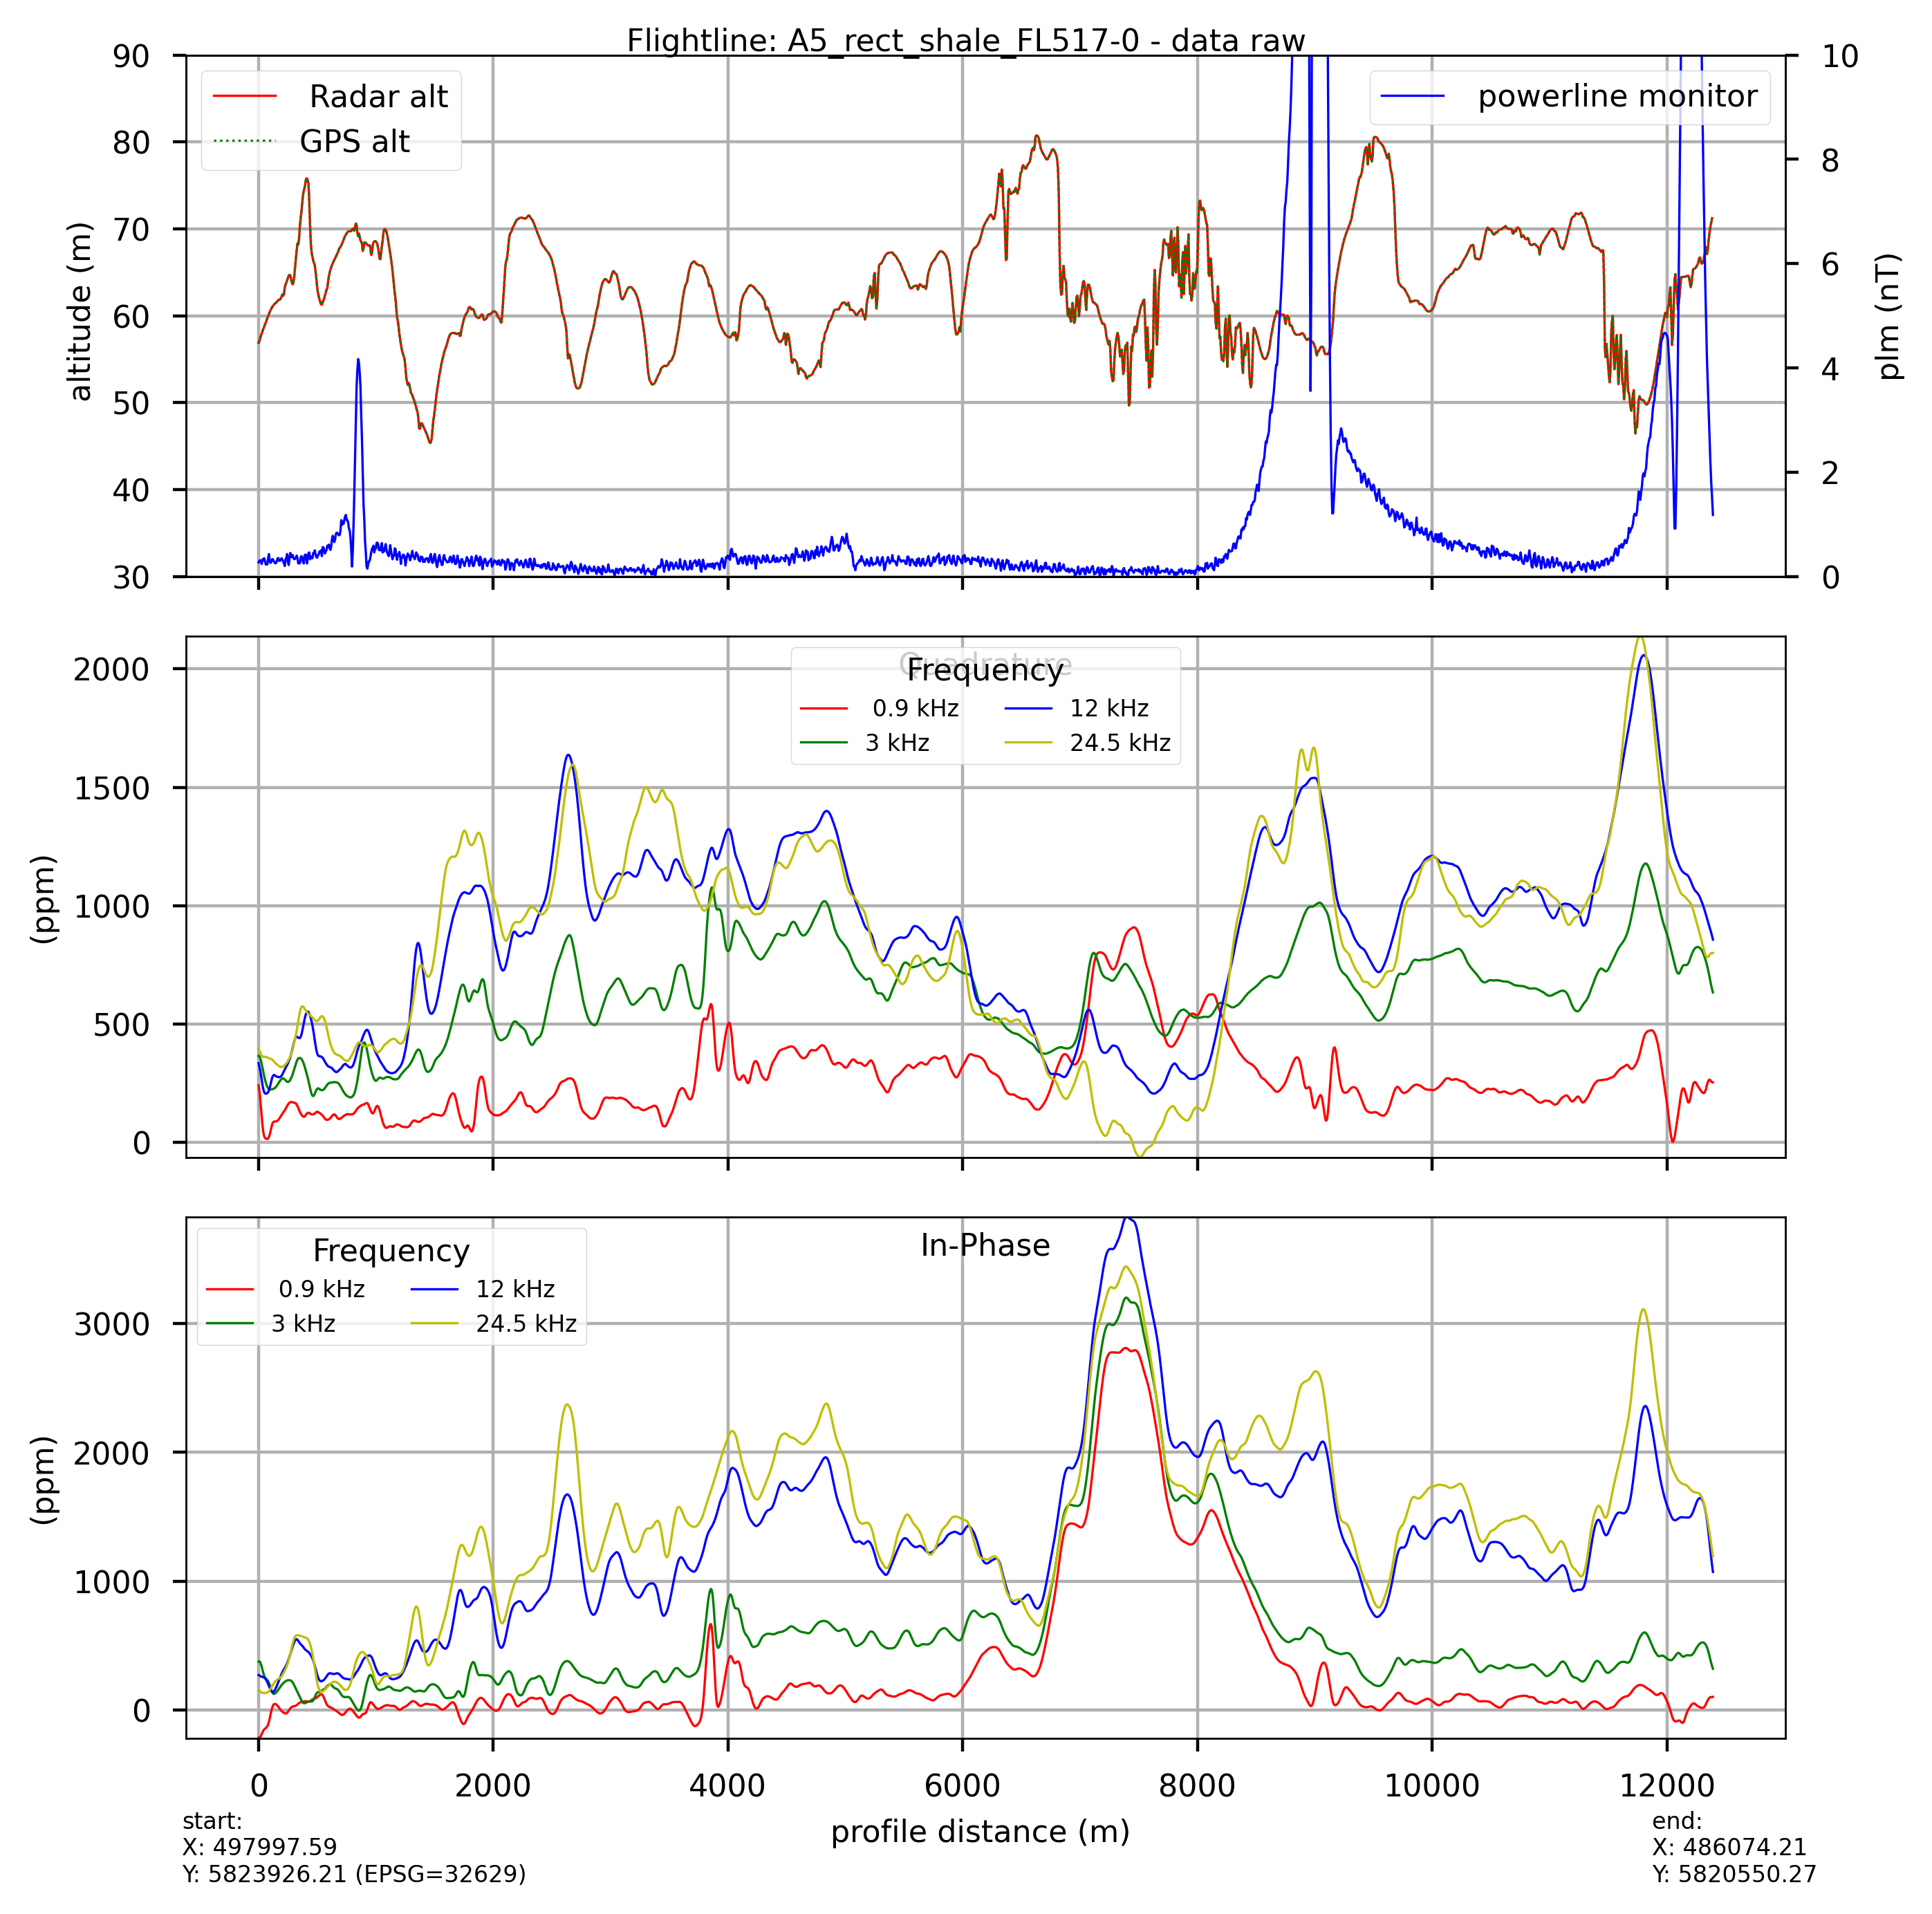 Flightline: A5_rect_shale_FL517-0 - data raw
90
80
70
60
50
40
30
altitude (m)
Radar alt
GPS alt
powerline monitor
10
8
6
4
2
0
plm (nT)
2000
1500
1000
500
0
(ppm)
Quadrature
Frequency
0.9 kHz
12 kHz
3 kHz
24.5 kHz
3000
2000
1000
0
(ppm)
In-Phase
Frequency
0.9 kHz
12 kHz
3 kHz
24.5 kHz
0 2000 4000 6000 8000 10000 12000
profile distance (m)
start:
X: 497997.59
Y: 5823926.21 (EPSG=32629)
end:
X: 486074.21
Y: 5820550.27